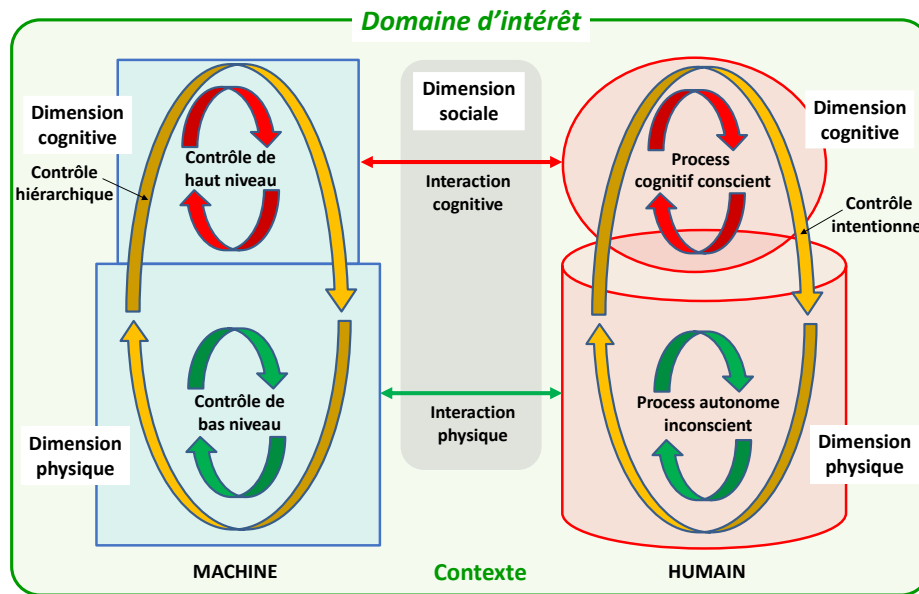 Domaine d'intérêt
Dimension
cognitive
Contrôle
hiérarchique
Contrôle de
haut niveau
Dimension
sociale
Interaction
cognitive
Process
cognitif conscient
Dimension
cognitive
Contrôle
intentionne
Dimension
physique
Contrôle de
bas niveau
Interaction
physique
Process autonome
inconscient
Dimension
physique
MACHINE
Contexte
HUMAIN